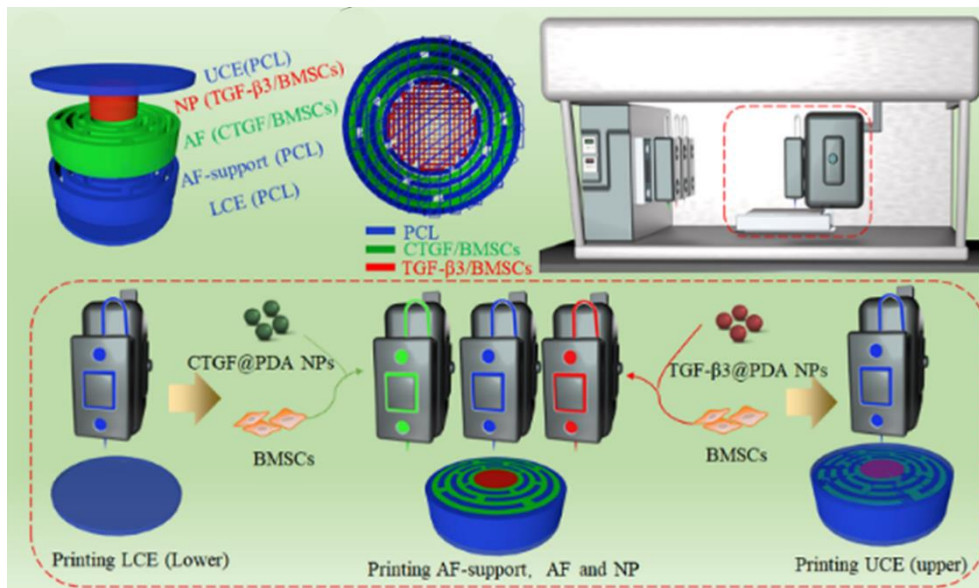 UCE(PCL)
NP (TGF-β3/BMSCs)
AF (CTGF/BMSCs)
AF-support (PCL)
LCE (PCL)
PCL
CTGF/BMSCs
TGF-β3/BMSCs
CTGF@PDA NPs
BMSCs
TGF-β3@PDA NPs
BMSCs
Printing LCE (Lower)
Printing AF-support, AF and NP
Printing UCE (upper)